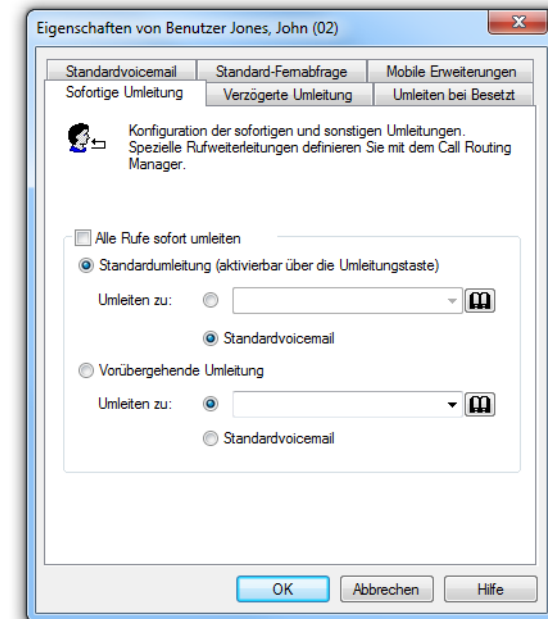 Eigenschaften von Benutzer Jones, John (02)
Standardvoicemail
Standard-Fernabfrage
Mobile Erweiterungen
Sofortige Umleitung
Verzögerte Umleitung
Umleiten bei Besetzt
Konfiguration der sofortigen und sonstigen Umleitungen.
Spezielle Rufweiterleitungen definieren Sie mit dem Call Routing
Manager.
Alle Rufe sofort umleiten
Standardumleitung (aktivierbar über die Umleitungstaste)
Umleiten zu:
Standardvoicemail
Vorübergehende Umleitung
Umleiten zu:
Standardvoicemail
OK
Abbrechen
Hilfe